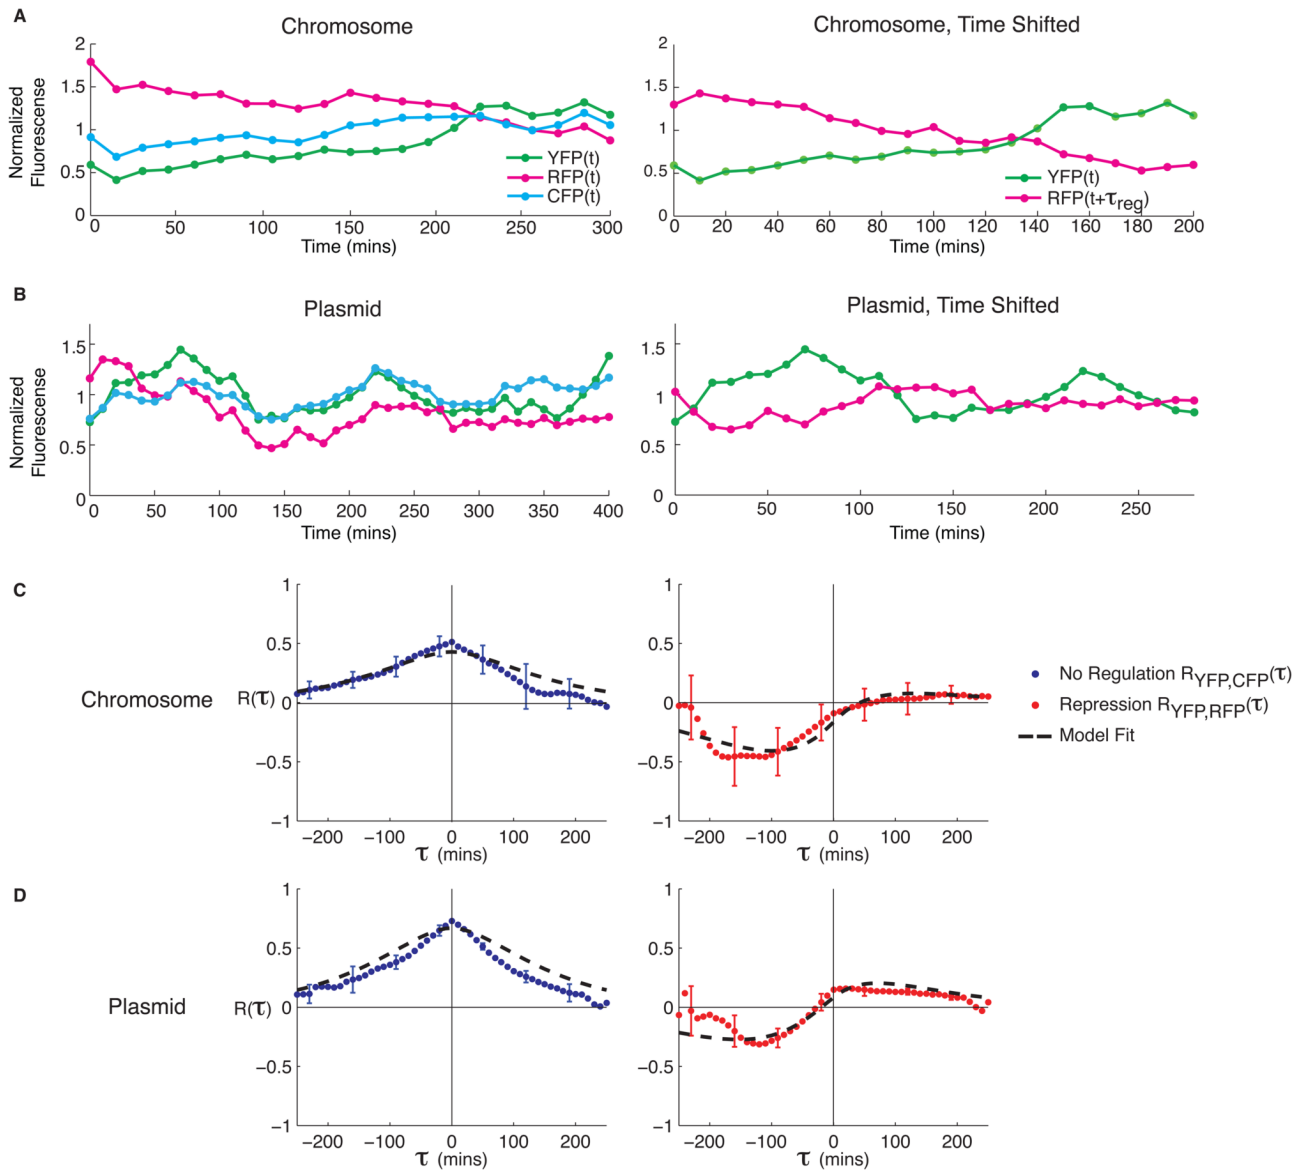 A
Chromosome
Chromosome, Time Shifted
Normalized
Fluorescense
2
1.5
1
0.5
0
0 50 100 150 200 250 300
Time (mins)
YFP(t)
RFP(t)
CFP(t)
2
1.5
1
0.5
0
0 20 40 60 80 100 120 140 160 180 200
Time (mins)
YFP(t)
RFP(t+τreg)
B
Plasmid
Plasmid, Time Shifted
Normalized
Fluorescense
1.5
1
0.5
0
0 50 100 150 200 250 300 350 400
Time (mins)
1.5
1
0.5
0
0 50 100 150 200 250
Time (mins)
C
Chromosome
R(τ)
1
0.5
0
−0.5
−1
−200 −100 0 100 200
τ (mins)
1
0.5
0
−0.5
−1
−200 −100 0 100 200
τ (mins)
No Regulation RYFP,CFP(τ)
Repression RYFP,RFP(τ)
Model Fit
D
Plasmid
R(τ)
1
0.5
0
−0.5
−1
−200 −100 0 100 200
τ (mins)
1
0.5
0
−0.5
−1
−200 −100 0 100 200
τ (mins)